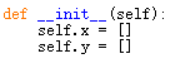 def __init__(self):
    self.x = []
    self.y = []